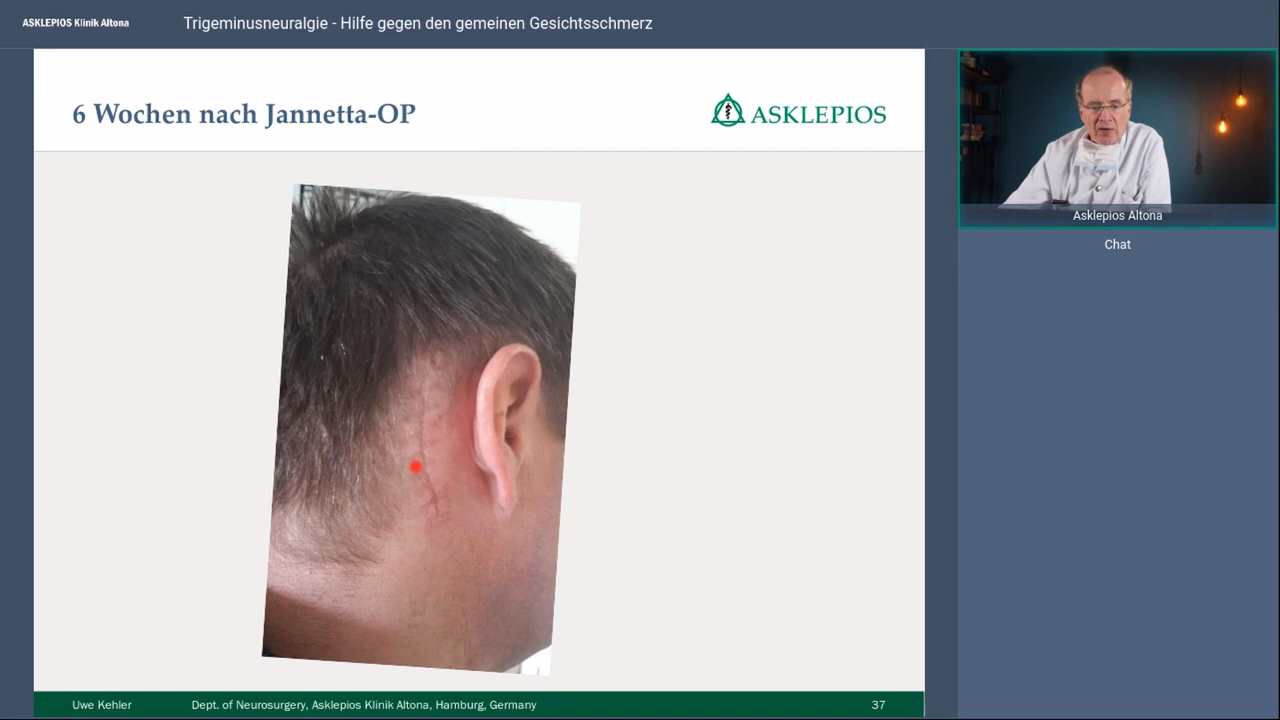 ASKLEPIOS Klinik Altona
Trigeminusneuralgie - Hilfe gegen den gemeinen Gesichtsschmerz
6 Wochen nach Jannetta-OP
ASKLEPIOS
Asklepios Altona
Chat
Uwe Kehler
Dept. of Neurosurgery, Asklepios Klinik Altona, Hamburg, Germany
37